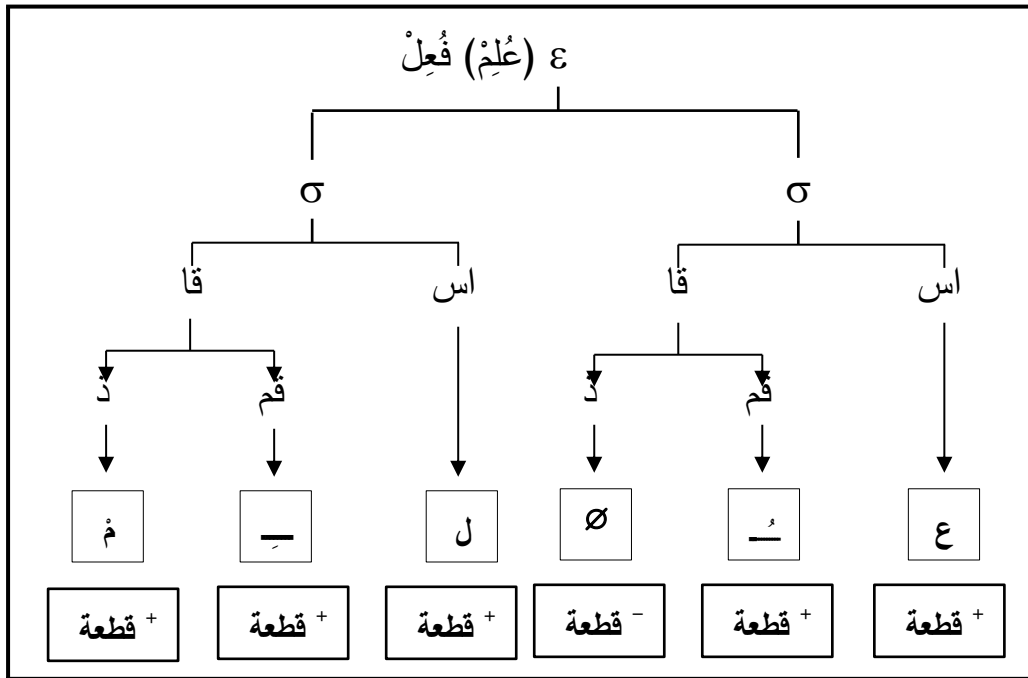 ε (عُلِمْ) فُعِلْ
σ σ
اس قا اس قا
قم ذ قم ذ
ع ـُ Ø ل ـِ مْ
+ قطعة + قطعة - قطعة + قطعة + قطعة + قطعة